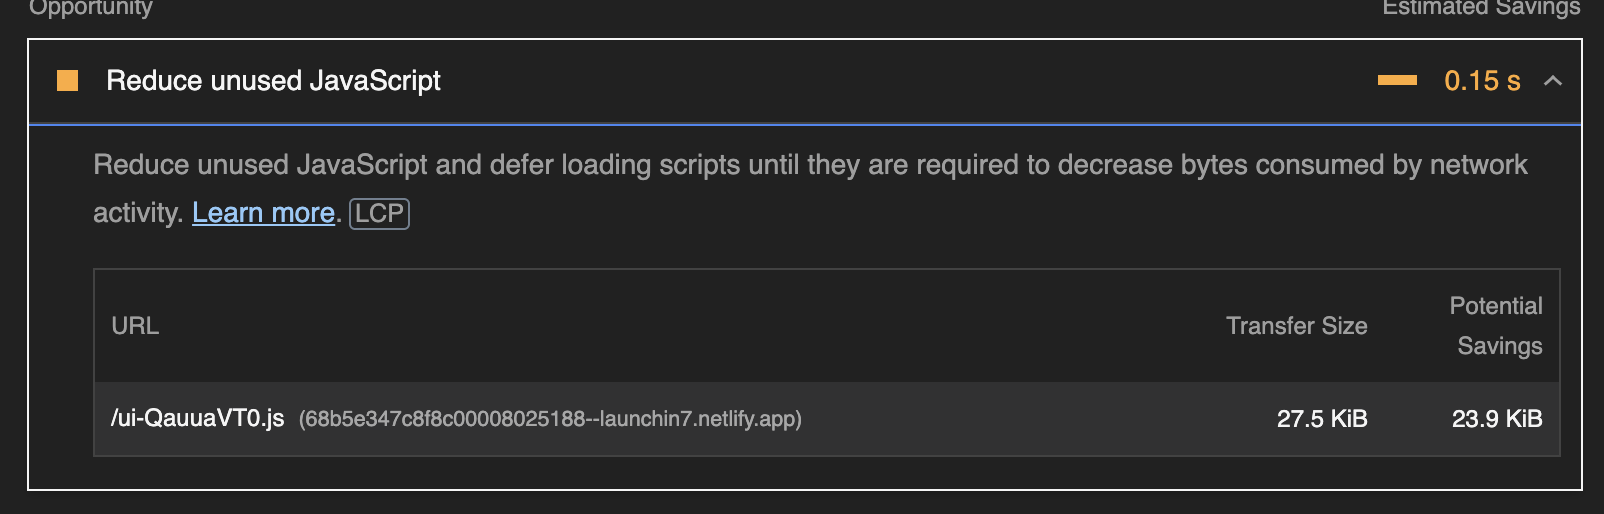 Opportunity
Estimated Savings
Reduce unused JavaScript
0.15 s
Reduce unused JavaScript and defer loading scripts until they are required to decrease bytes consumed by network
activity. Learn more. LCP
URL
Transfer Size
Potential
Savings
/ui-QauuaVT0.js (68b5e347c8f8c00008025188--launchin7.netlify.app)
27.5 KiB
23.9 KiB